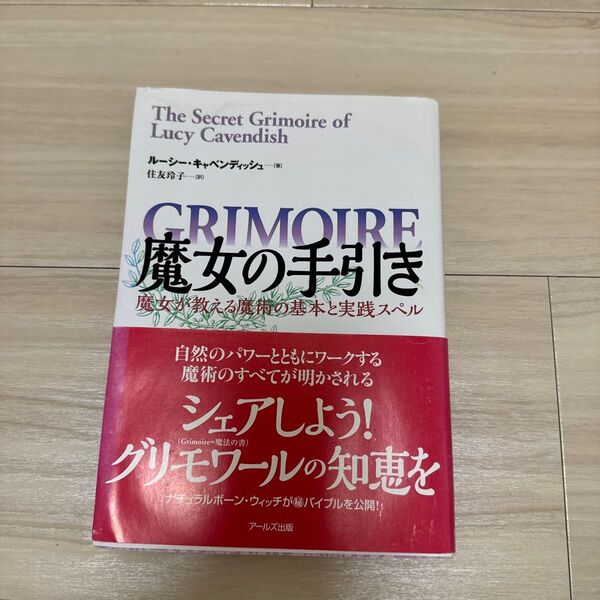 The Secret Grimoire of
Lucy Cavendish
ルーシー・キャベンディッシュ―[著]
住友玲子―[訳]
GRIMOIRE
魔女の手引き
魔女が教える魔術の基本と実践スペル
自然のパワーとともにワークする
魔術のすべてが明かされる
シェアしよう!
(Grimoire=魔法の書)
グリモワールの知恵を
ナチュラルボーン・ウィッチが㊙バイブルを公開!
アールズ出版